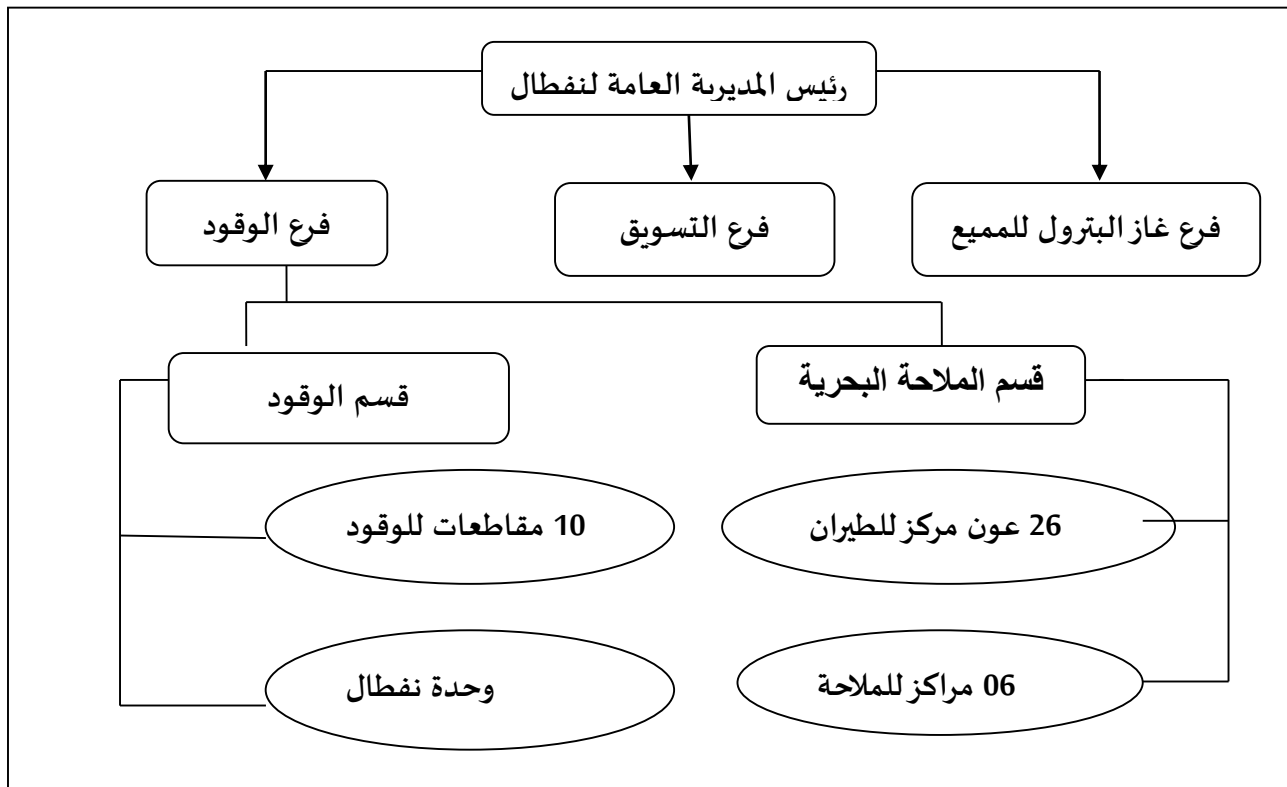 رئيس المديرية العامة لنفطال
فرع غاز البترول للمميع
فرع التسويق
فرع الوقود
قسم الملاحة البحرية
قسم الوقود
26 عون مركز للطيران
10 مقاطعات للوقود
06 مراكز للملاحة
وحدة نفطال